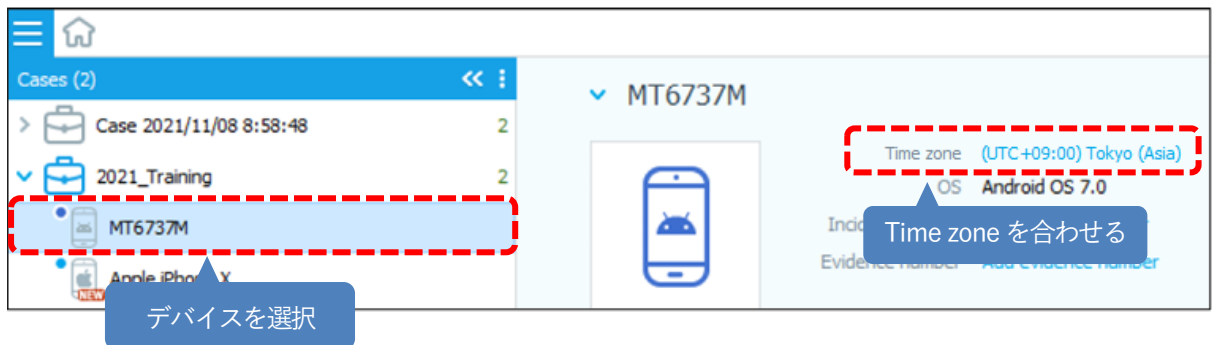 Cases (2)
Case 2021/11/08 8:58:48 2
2021_Training 2
MT6737M
Apple iPhone X
NEW
デバイスを選択
MT6737M
Time zone (UTC+09:00) Tokyo (Asia)
OS Android OS 7.0
Time zone を合わせる
Evidence number Add evidence number